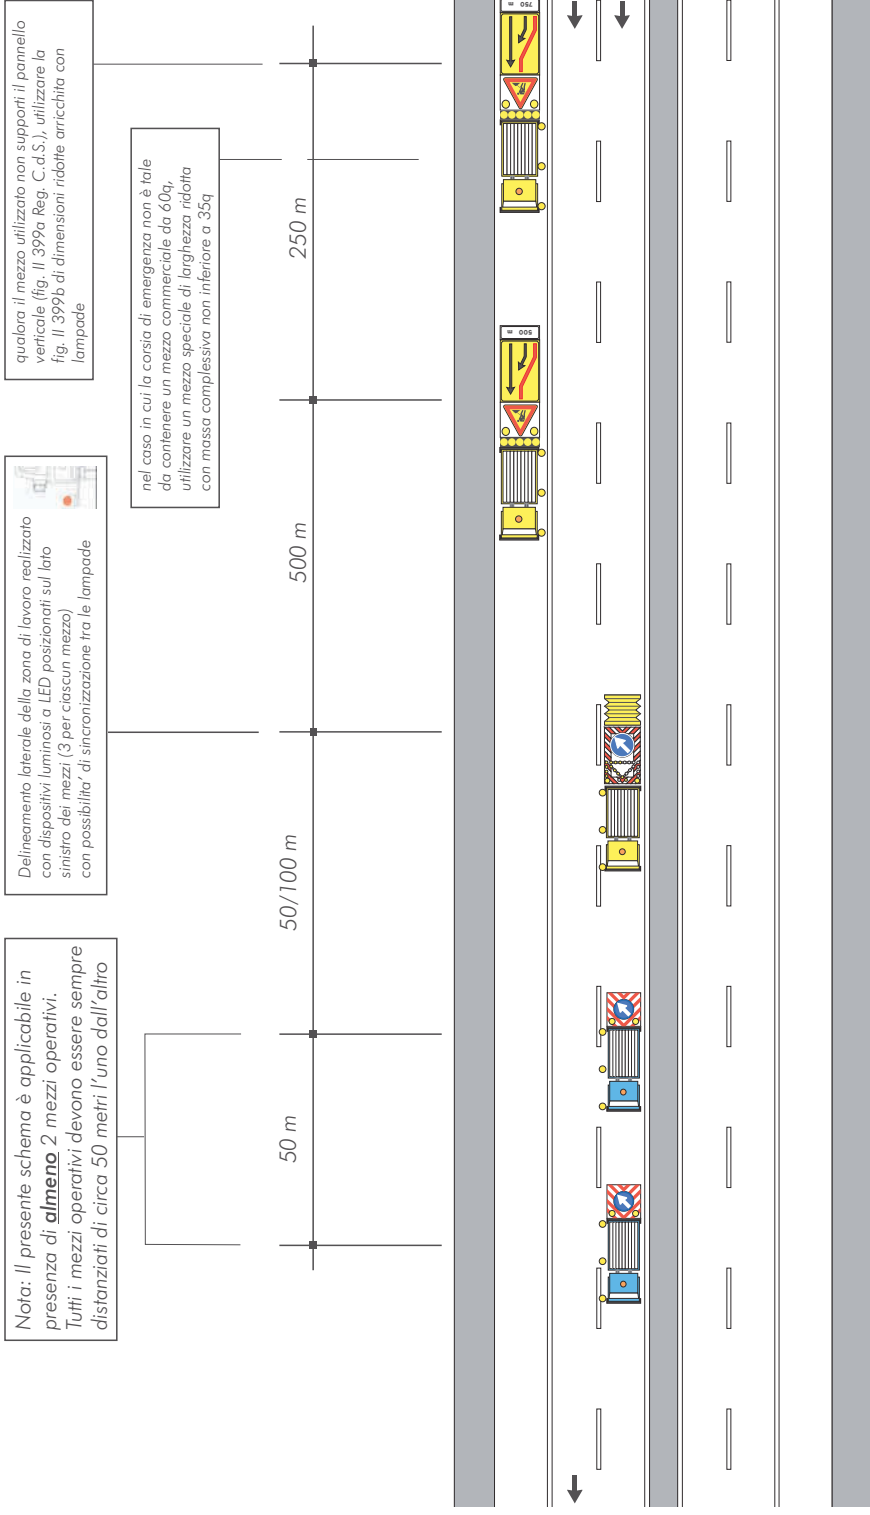 Nota: Il presente schema è applicabile in
presenza di almeno 2 mezzi operativi.
Tutti i mezzi operativi devono essere sempre
distanziati di circa 50 metri l'uno dall'altro
Delineamento laterale della zona di lavoro realizzato
con dispositivi luminosi a LED posizionati sul lato
sinistro dei mezzi (3 per ciascun mezzo)
con possibilita' di sincronizzazione tra le lampade
qualora il mezzo utilizzato non supporti il pannello
verticale (fig. II 399a Reg. C.d.S.), utilizzare la
fig. II 399b di dimensioni ridotte arricchita con
lampade
nel caso in cui la corsia di emergenza non è tale
da contenere un mezzo commerciale da 60q,
utilizzare un mezzo speciale di larghezza ridotta
con massa complessiva non inferiore a 35q
50 m
50/100 m
500 m
250 m
500 m
750 m